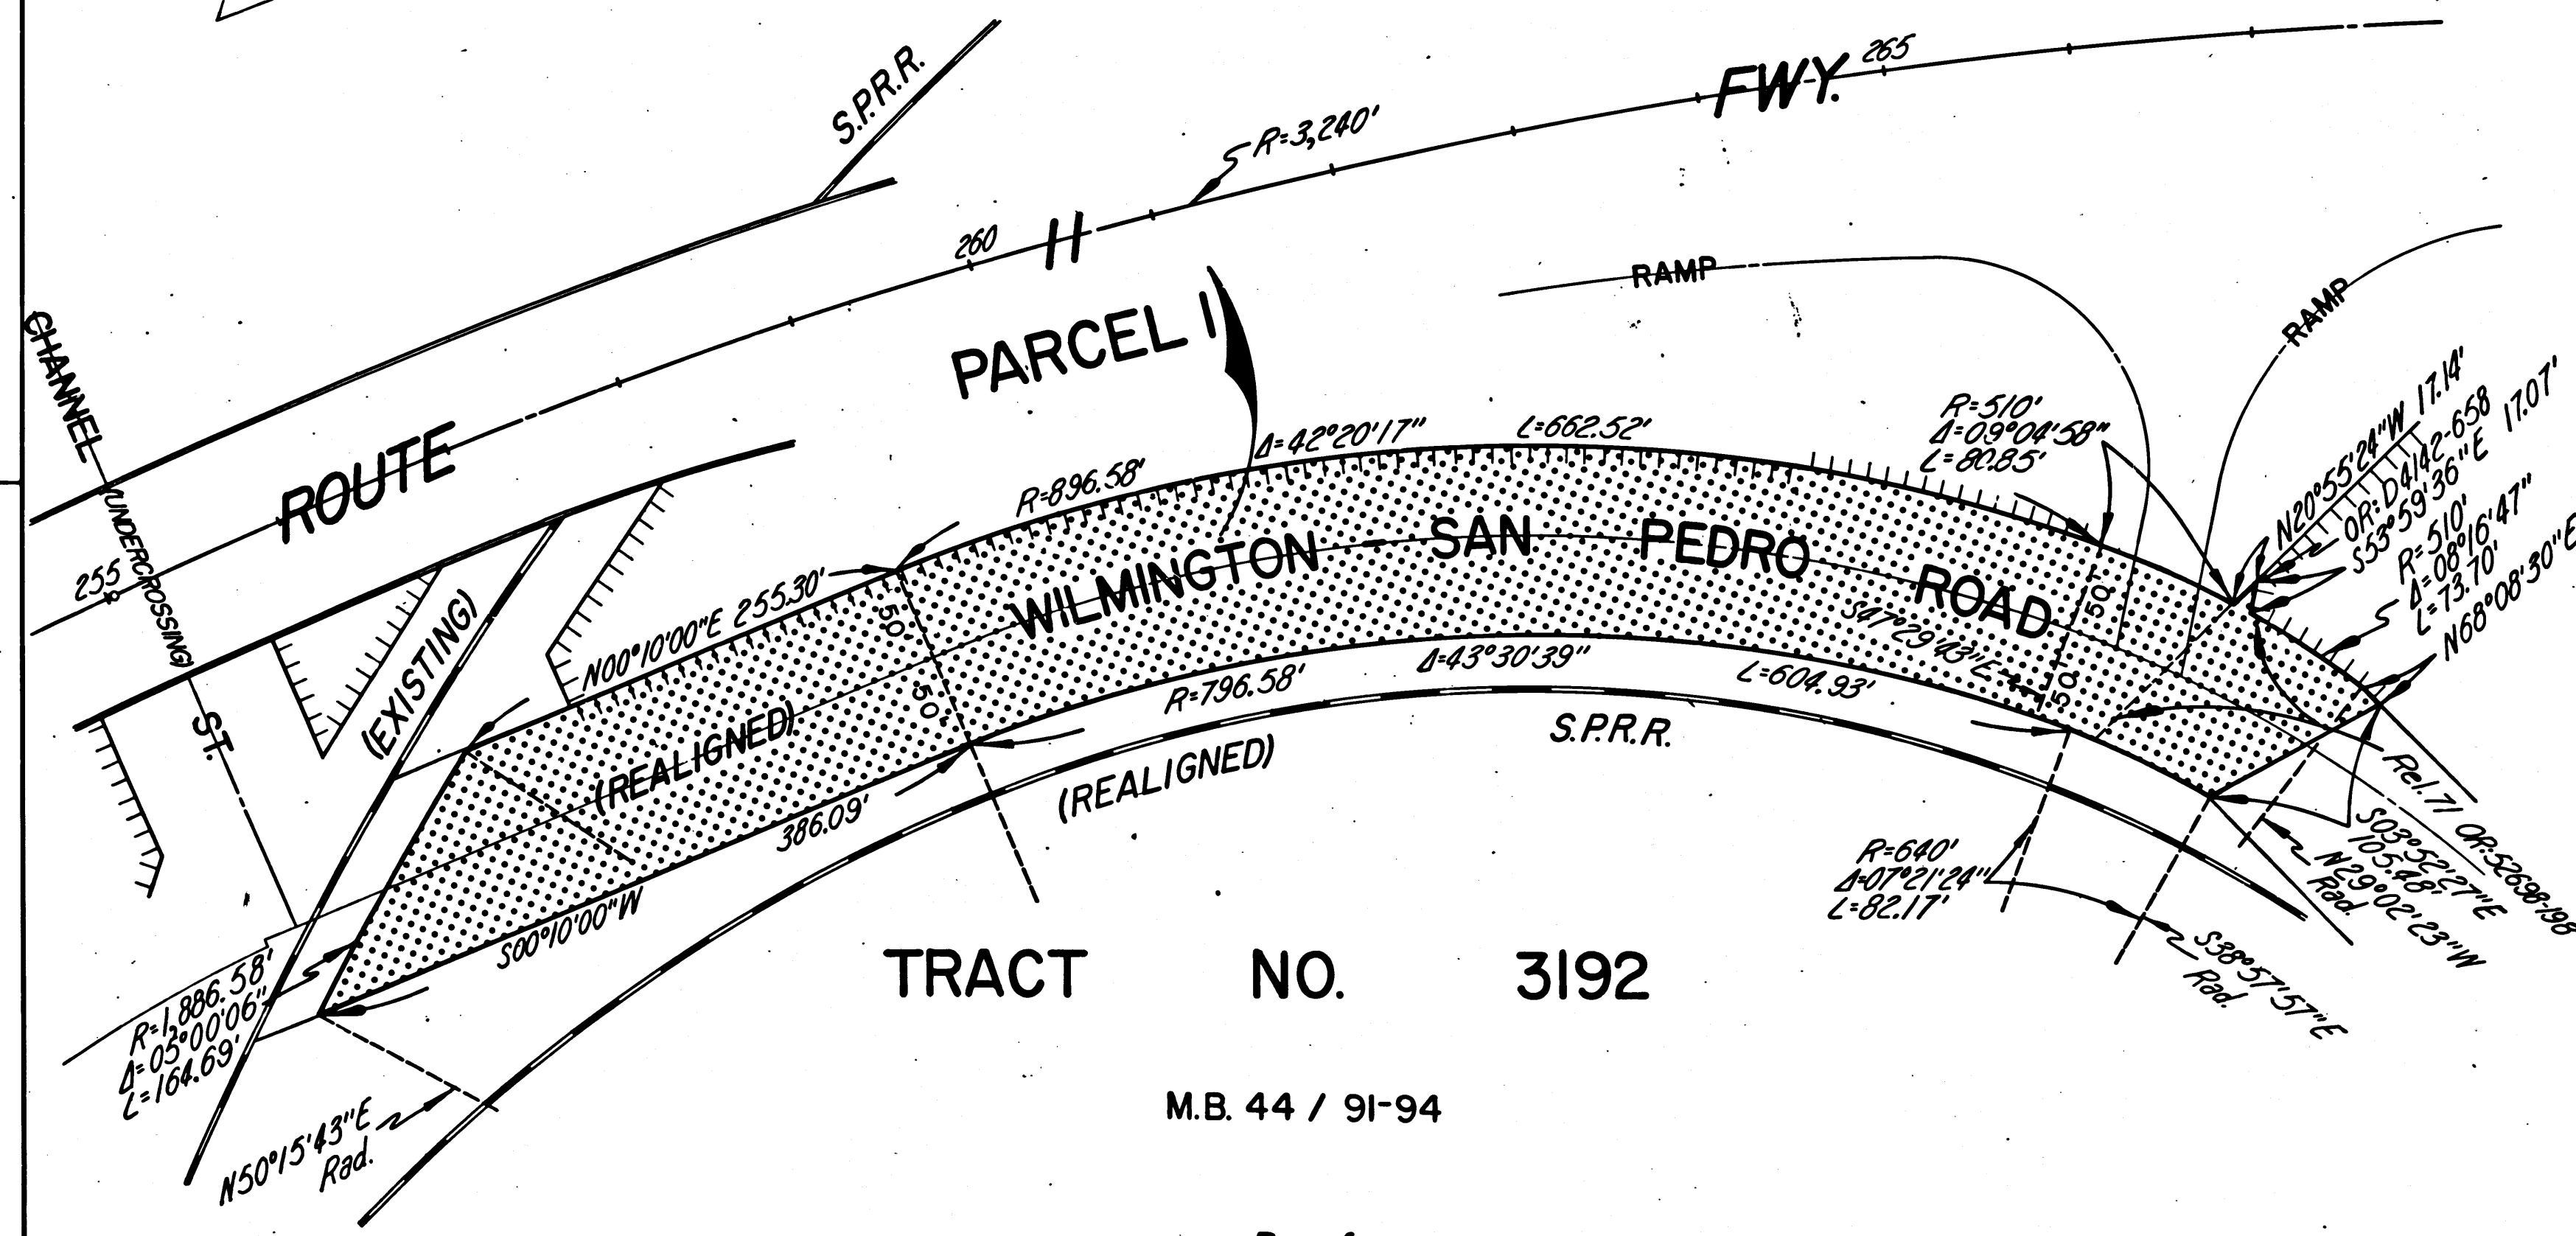 S.P.R.R.
FWY.
265
R=3,240'
260
11
ROUTE
255
CHANNEL
(UNDERCROSSING)
ST.
(EXISTING)
PARCEL 1
RAMP
RAMP
N00°10'00"E 255.30'
R=896.58'
Δ=42°20'17"
L=662.52'
R=510'
Δ=09°04'58"
L=80.85'
N20°55'24"W 17.14'
OR:D4142-658
S53°59'36"E 17.07'
R=510'
Δ=08°16'47"
L=73.70'
N68°08'30"E
WILMINGTON - SAN PEDRO ROAD
(REALIGNED)
50'
50'
50'
50'
S47°29'43"E
R=796.58'
Δ=43°30'39"
L=604.93'
386.09'
S00°10'00"W
S.P.R.R.
(REALIGNED)
R=640'
Δ=07°21'24"
L=82.17'
Rel.71 OR:52698-198
S03°52'27"E
105.48'
N29°02'23"W
Rad.
S38°57'57"E
Rad.
R=1,886.58'
Δ=05°00'06"
L=164.69'
N50°15'43"E
Rad.
TRACT NO. 3192
M.B. 44 / 91-94